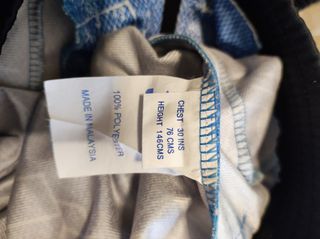 CHEST 30 INS
76 CMS
HEIGHT 146CMS
100% POLYESTER
MADE IN MALAYSIA